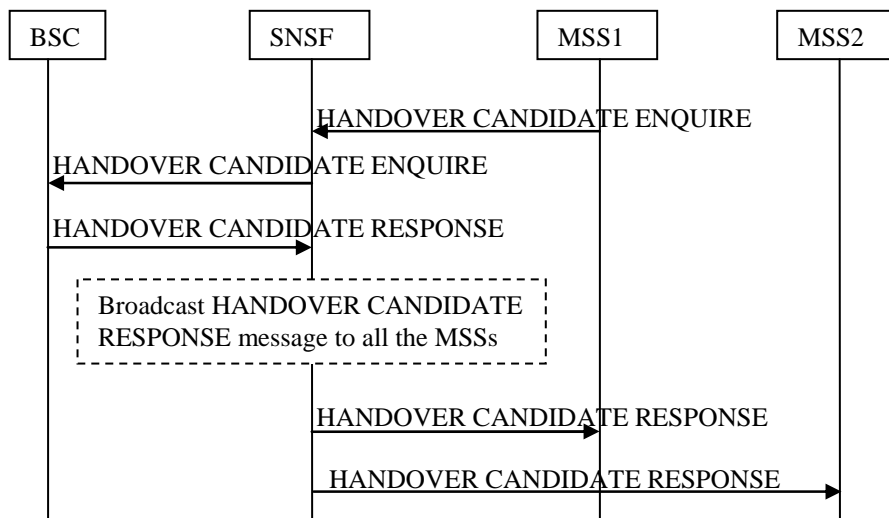 BSC
SNSF
MSS1
MSS2
HANDOVER CANDIDATE ENQUIRE
HANDOVER CANDIDATE ENQUIRE
HANDOVER CANDIDATE RESPONSE
Broadcast HANDOVER CANDIDATE
RESPONSE message to all the MSSs
HANDOVER CANDIDATE RESPONSE
HANDOVER CANDIDATE RESPONSE